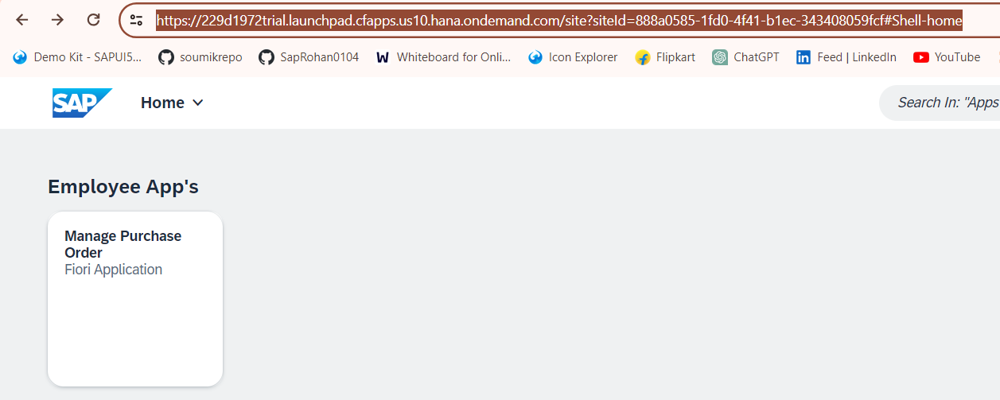 https://229d1972trial.launchpad.cfapps.us10.hana.ondemand.com/site?siteId=888a0585-1fd0-4f41-b1ec-343408059fcf#Shell-home
Demo Kit - SAPUI5... soumikrepo SapRohan0104 W Whiteboard for Onli... Icon Explorer Flipkart ChatGPT in Feed | LinkedIn YouTube
SAP Home Search In: "Apps
Employee App's
Manage Purchase
Order
Fiori Application